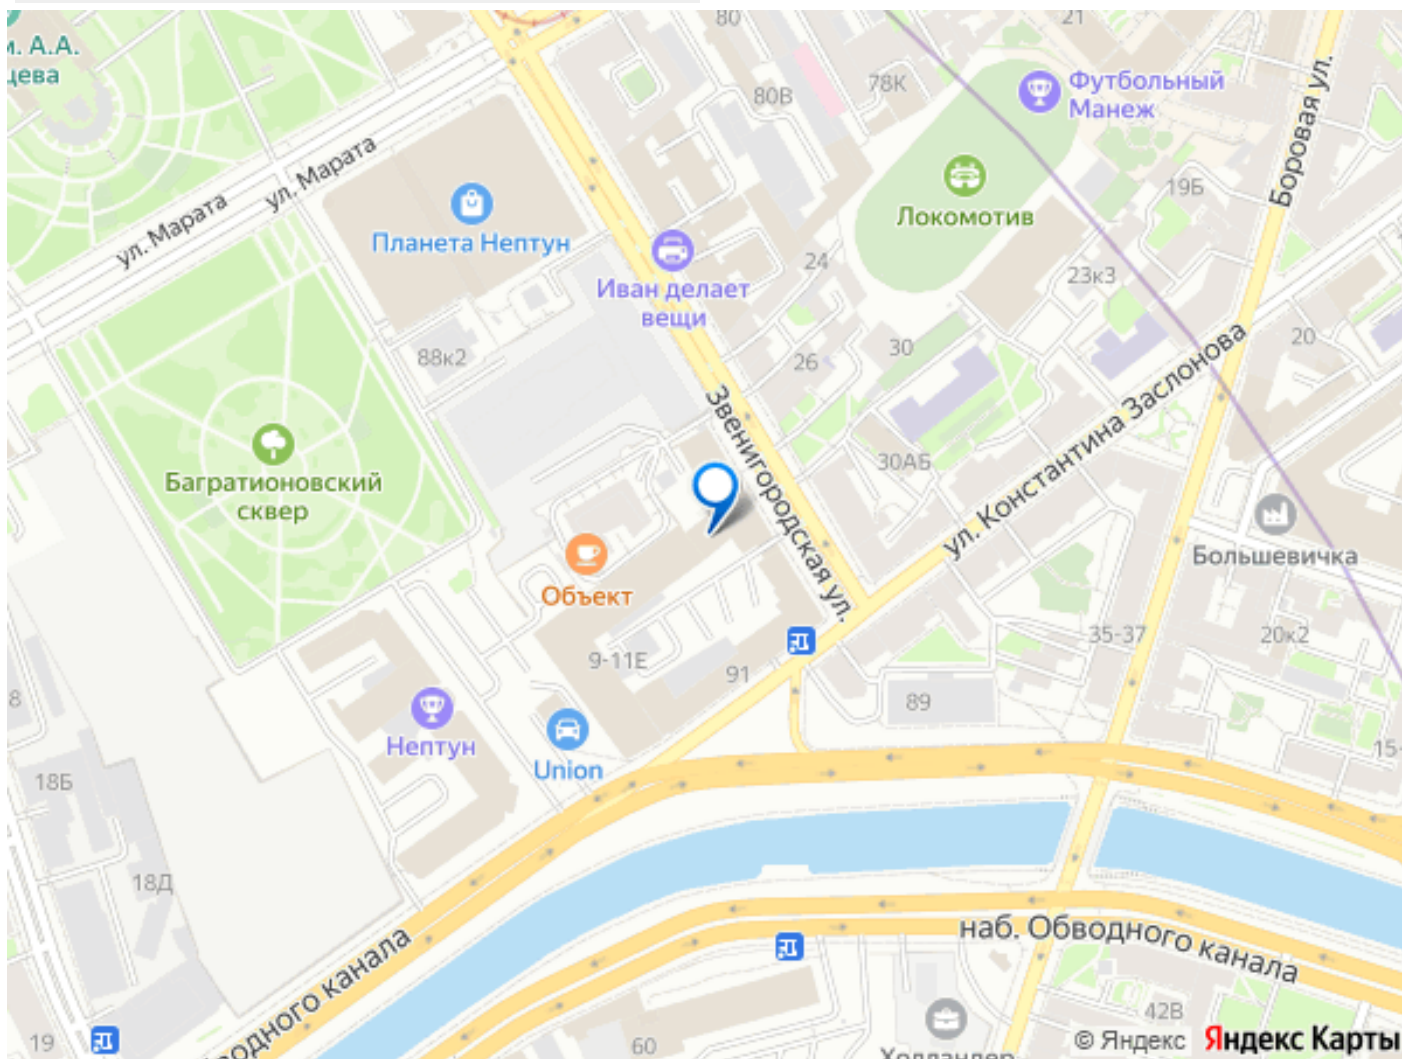 80
21
м. А.А.
цева
80В
78К
Футбольный
Манеж
Боровая ул.
ул. Марата
ул. Марата
19Б
Локомотив
Планета Нептун
24
23к3
Иван делает
вещи
88к2
26
30
20
ул. Константина Заслонова
Звенигородская ул.
30АБ
Багратионовский
сквер
Большевичка
Объект
9-11Е
91
35-37
20к2
8
89
Нептун
Union
15-
18Б
18Д
наб. Обводного канала
водного канала
19
60
42В
Холландер
© Яндекс Яндекс Карты